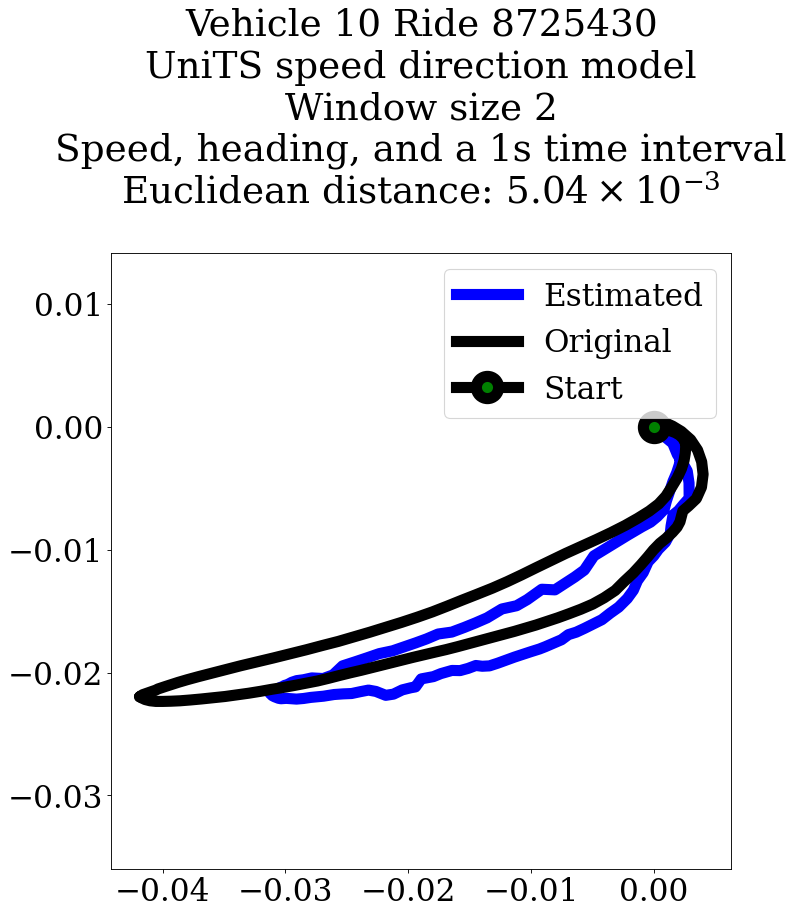 Vehicle 10 Ride 8725430
UniTS speed direction model
Window size 2
Speed, heading, and a 1s time interval
Euclidean distance: 5.04 × 10⁻³
Estimated
Original
Start
0.01
0.00
−0.01
−0.02
−0.03
−0.04 −0.03 −0.02 −0.01 0.00